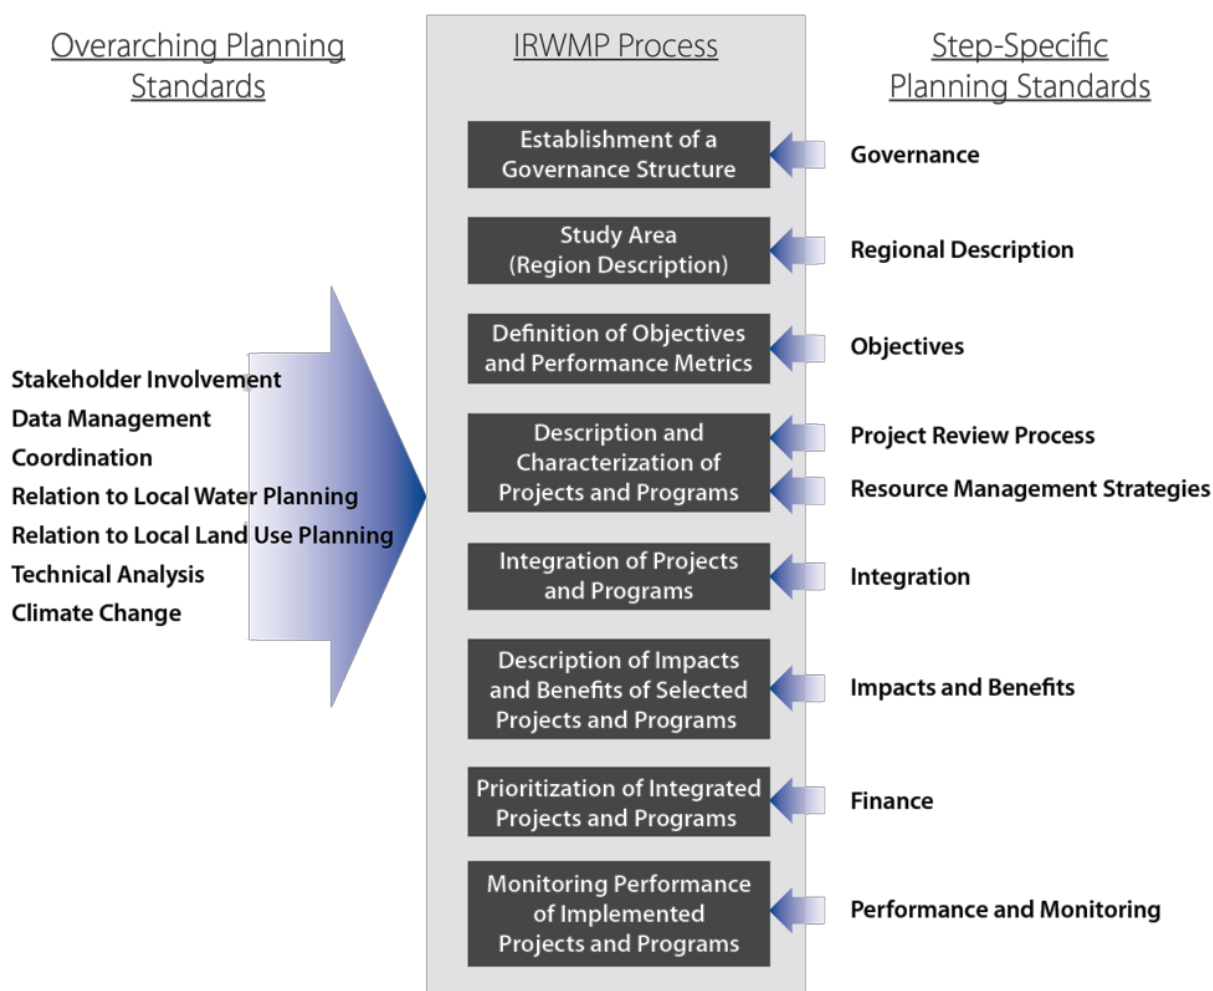 Overarching Planning
Standards
Stakeholder Involvement
Data Management
Coordination
Relation to Local Water Planning
Relation to Local Land Use Planning
Technical Analysis
Climate Change
IRWMP Process
Establishment of a
Governance Structure
Study Area
(Region Description)
Definition of Objectives
and Performance Metrics
Description and
Characterization of
Projects and Programs
Integration of Projects
and Programs
Description of Impacts
and Benefits of Selected
Projects and Programs
Prioritization of Integrated
Projects and Programs
Monitoring Performance
of Implemented
Projects and Programs
Step-Specific
Planning Standards
Governance
Regional Description
Objectives
Project Review Process
Resource Management Strategies
Integration
Impacts and Benefits
Finance
Performance and Monitoring